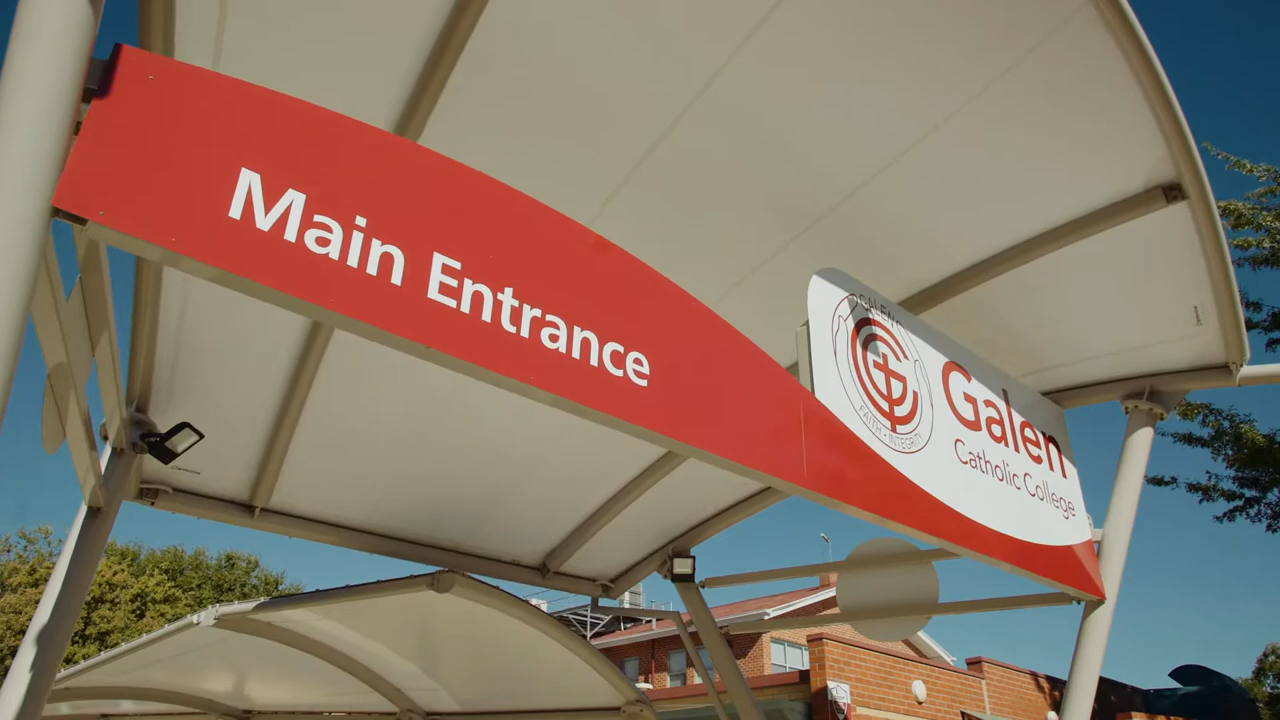 Main Entrance
GALEN
FAITH • INTEGRITY
Galen
Catholic College